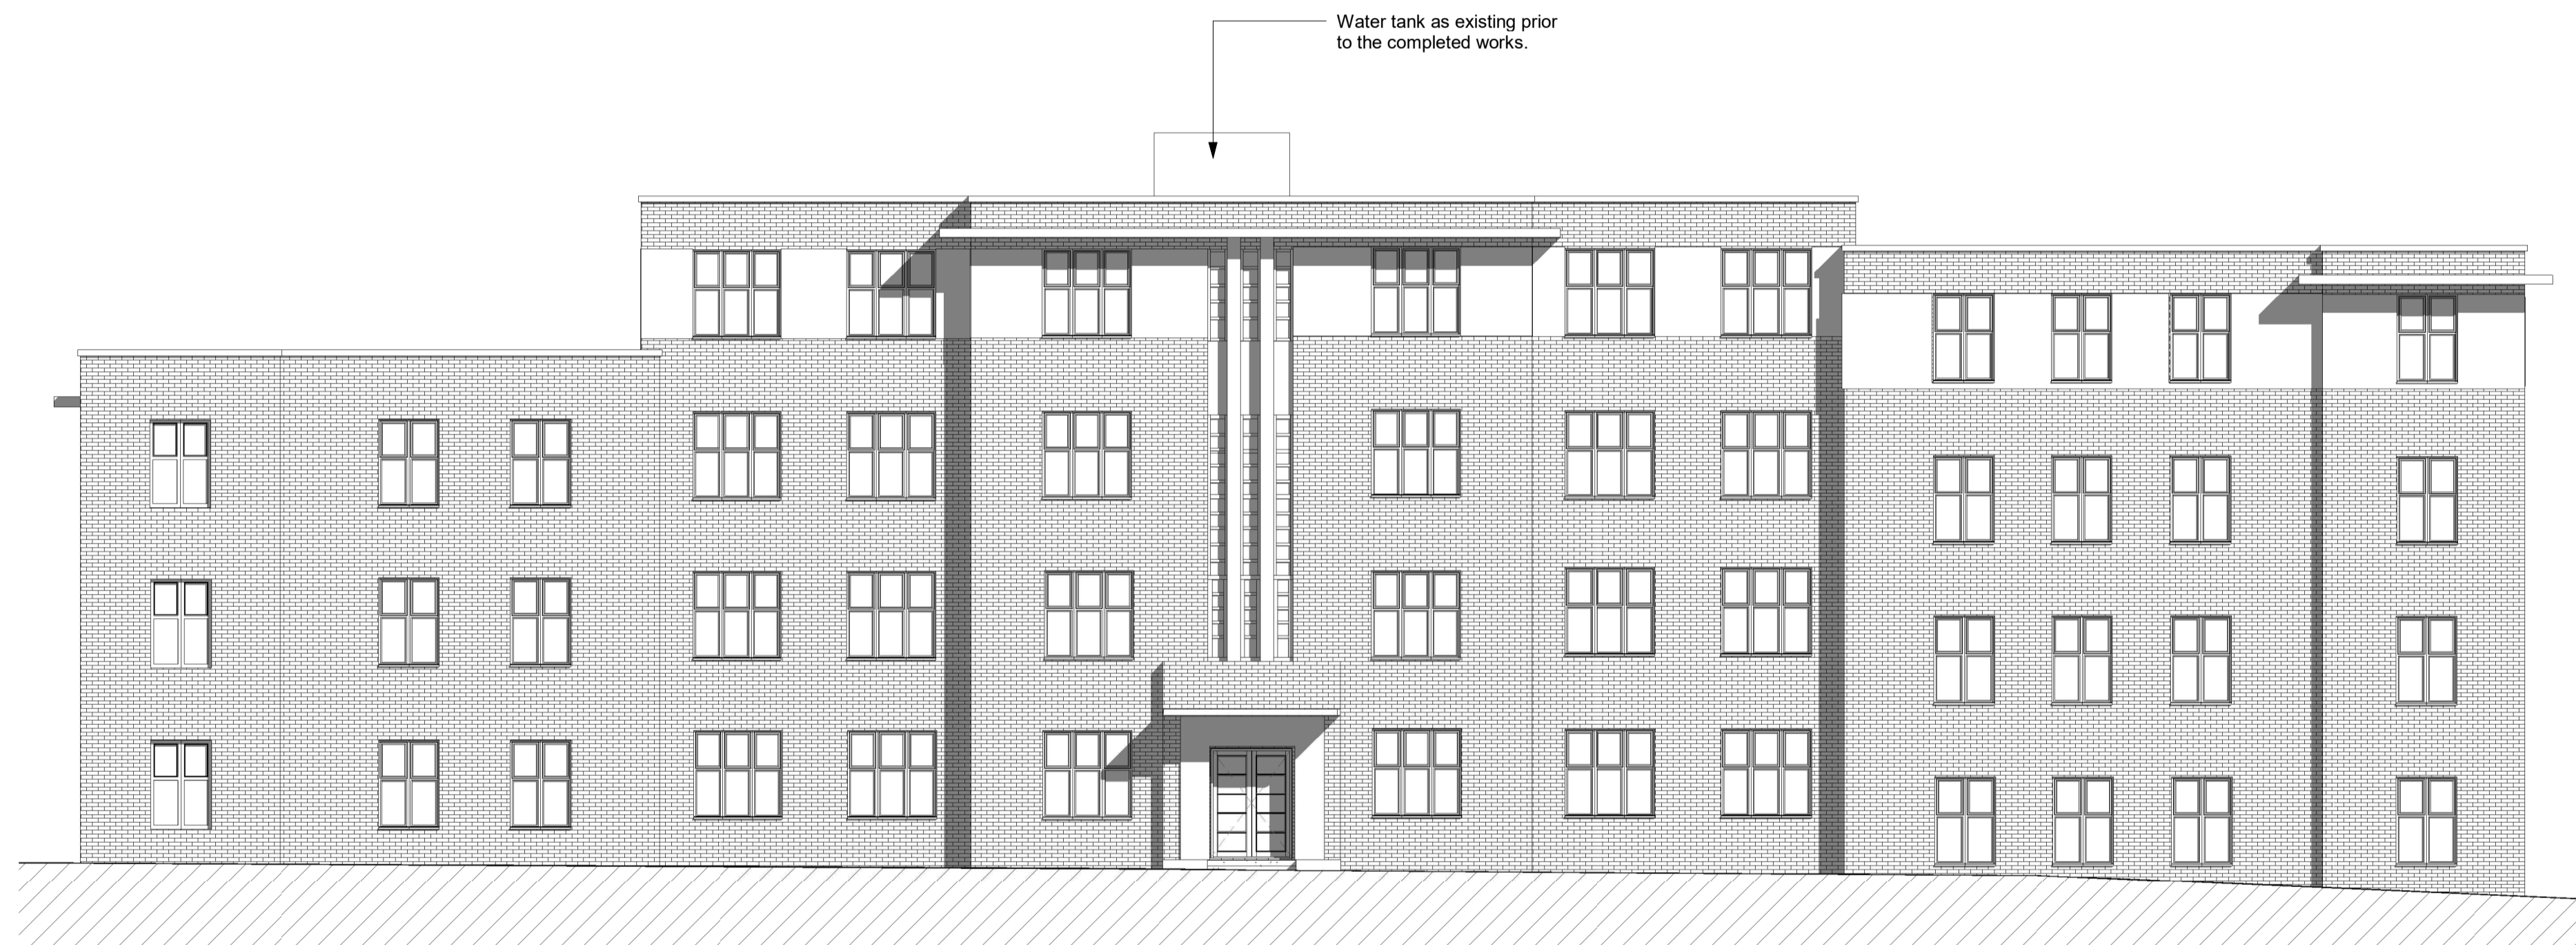 Water tank as existing prior
to the completed works.